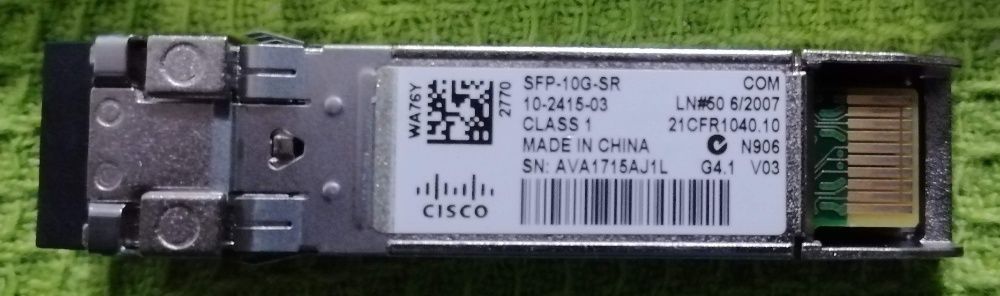 WA76Y
2770
SFP-10G-SR COM
10-2415-03 LN#50 6/2007
CLASS 1 21CFR1040.10
MADE IN CHINA N906
SN: AVA1715AJ1L G4.1 V03
CISCO